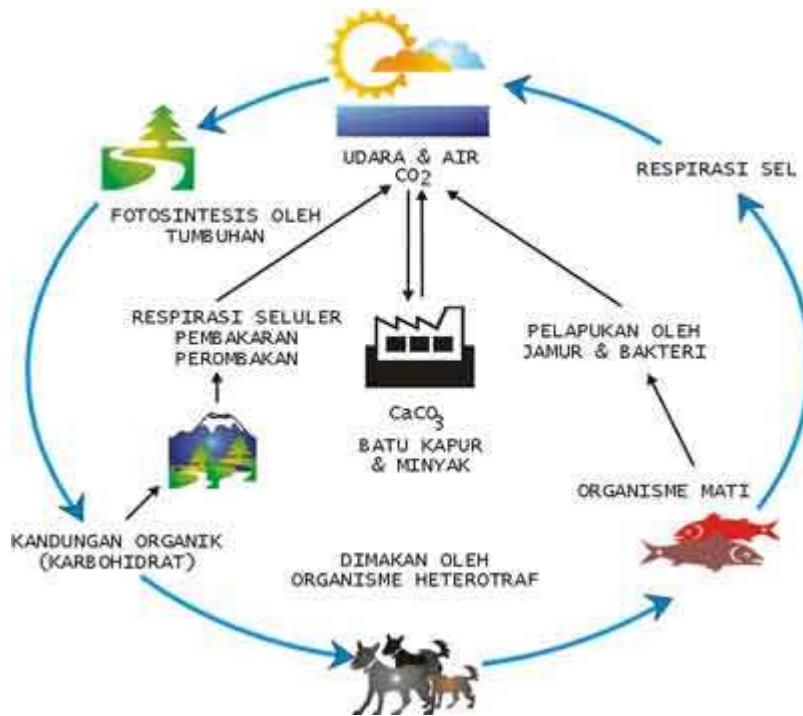 UDARA & AIR
CO2
RESPIRASI SEL
FOTOSINTESIS OLEH
TUMBUHAN
RESPIRASI SELULER
PEMBAKARAN
PEROMBAKAN
PELAPUKAN OLEH
JAMUR & BAKTERI
CaCO3
BATU KAPUR
& MINYAK
ORGANISME MATI
KANDUNGAN ORGANIK
(KARBOHIDRAT)
DIMAKAN OLEH
ORGANISME HETEROTRAF